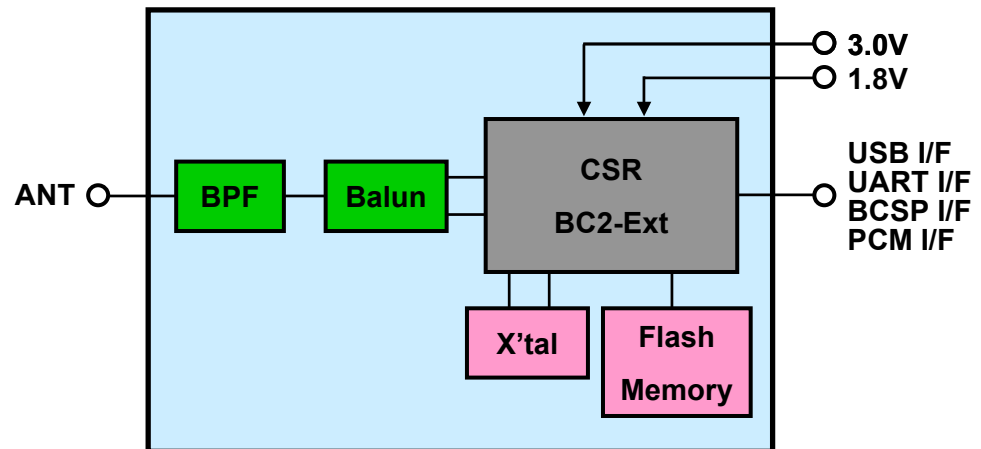 3.0V
1.8V
USB I/F
UART I/F
BCSP I/F
PCM I/F
ANT
BPF
Balun
CSR
BC2-Ext
X'tal
Flash
Memory